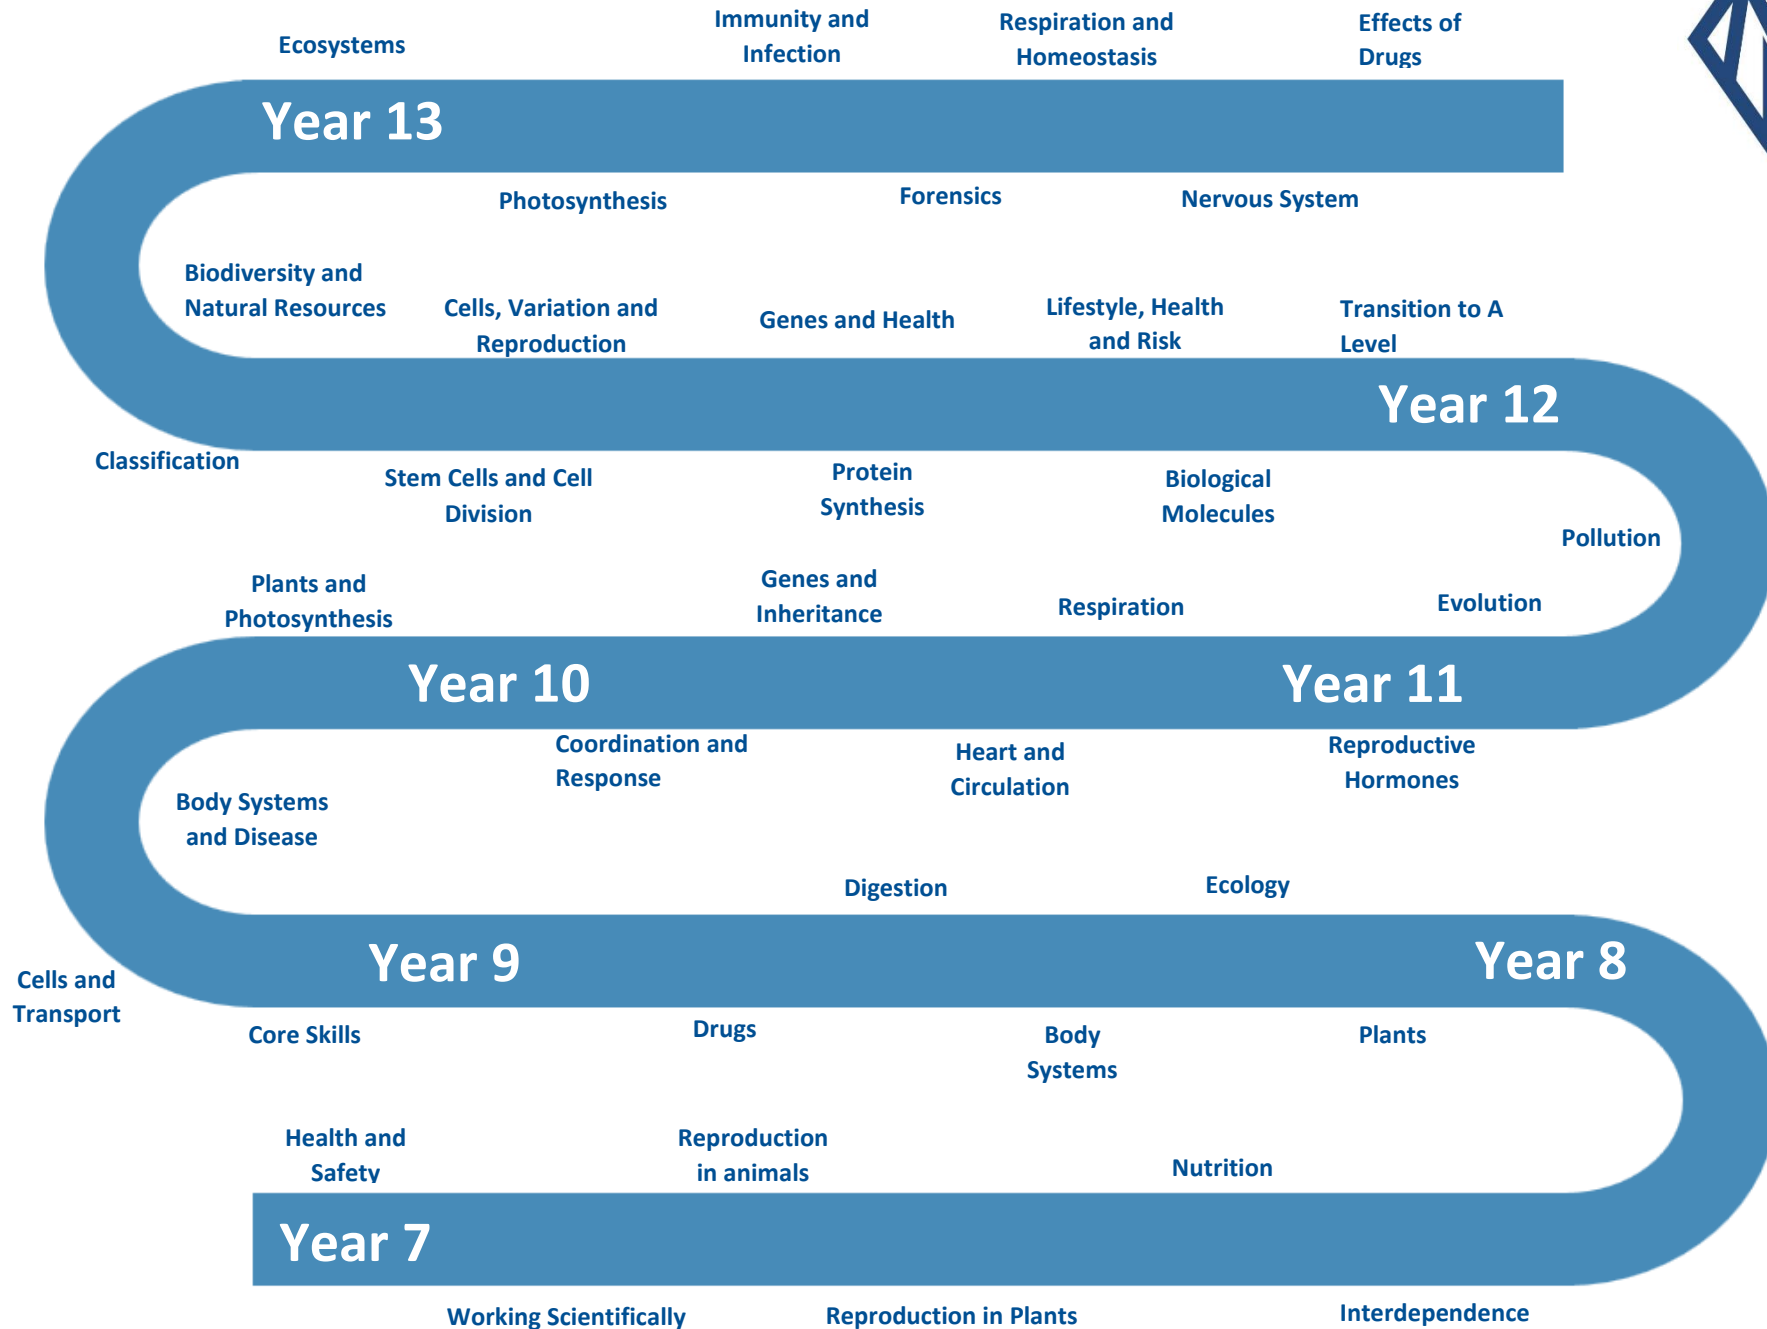 Ecosystems
Immunity and
Infection
Respiration and
Homeostasis
Effects of
Drugs
Year 13
Photosynthesis
Forensics
Nervous System
Biodiversity and
Natural Resources
Cells, Variation and
Reproduction
Genes and Health
Lifestyle, Health
and Risk
Transition to A
Level
Year 12
Classification
Stem Cells and Cell
Division
Protein
Synthesis
Biological
Molecules
Pollution
Plants and
Photosynthesis
Genes and
Inheritance
Respiration
Evolution
Year 10
Year 11
Coordination and
Response
Heart and
Circulation
Reproductive
Hormones
Body Systems
and Disease
Digestion
Ecology
Year 9
Year 8
Cells and
Transport
Core Skills
Drugs
Body
Systems
Plants
Health and
Safety
Reproduction
in animals
Nutrition
Year 7
Working Scientifically
Reproduction in Plants
Interdependence